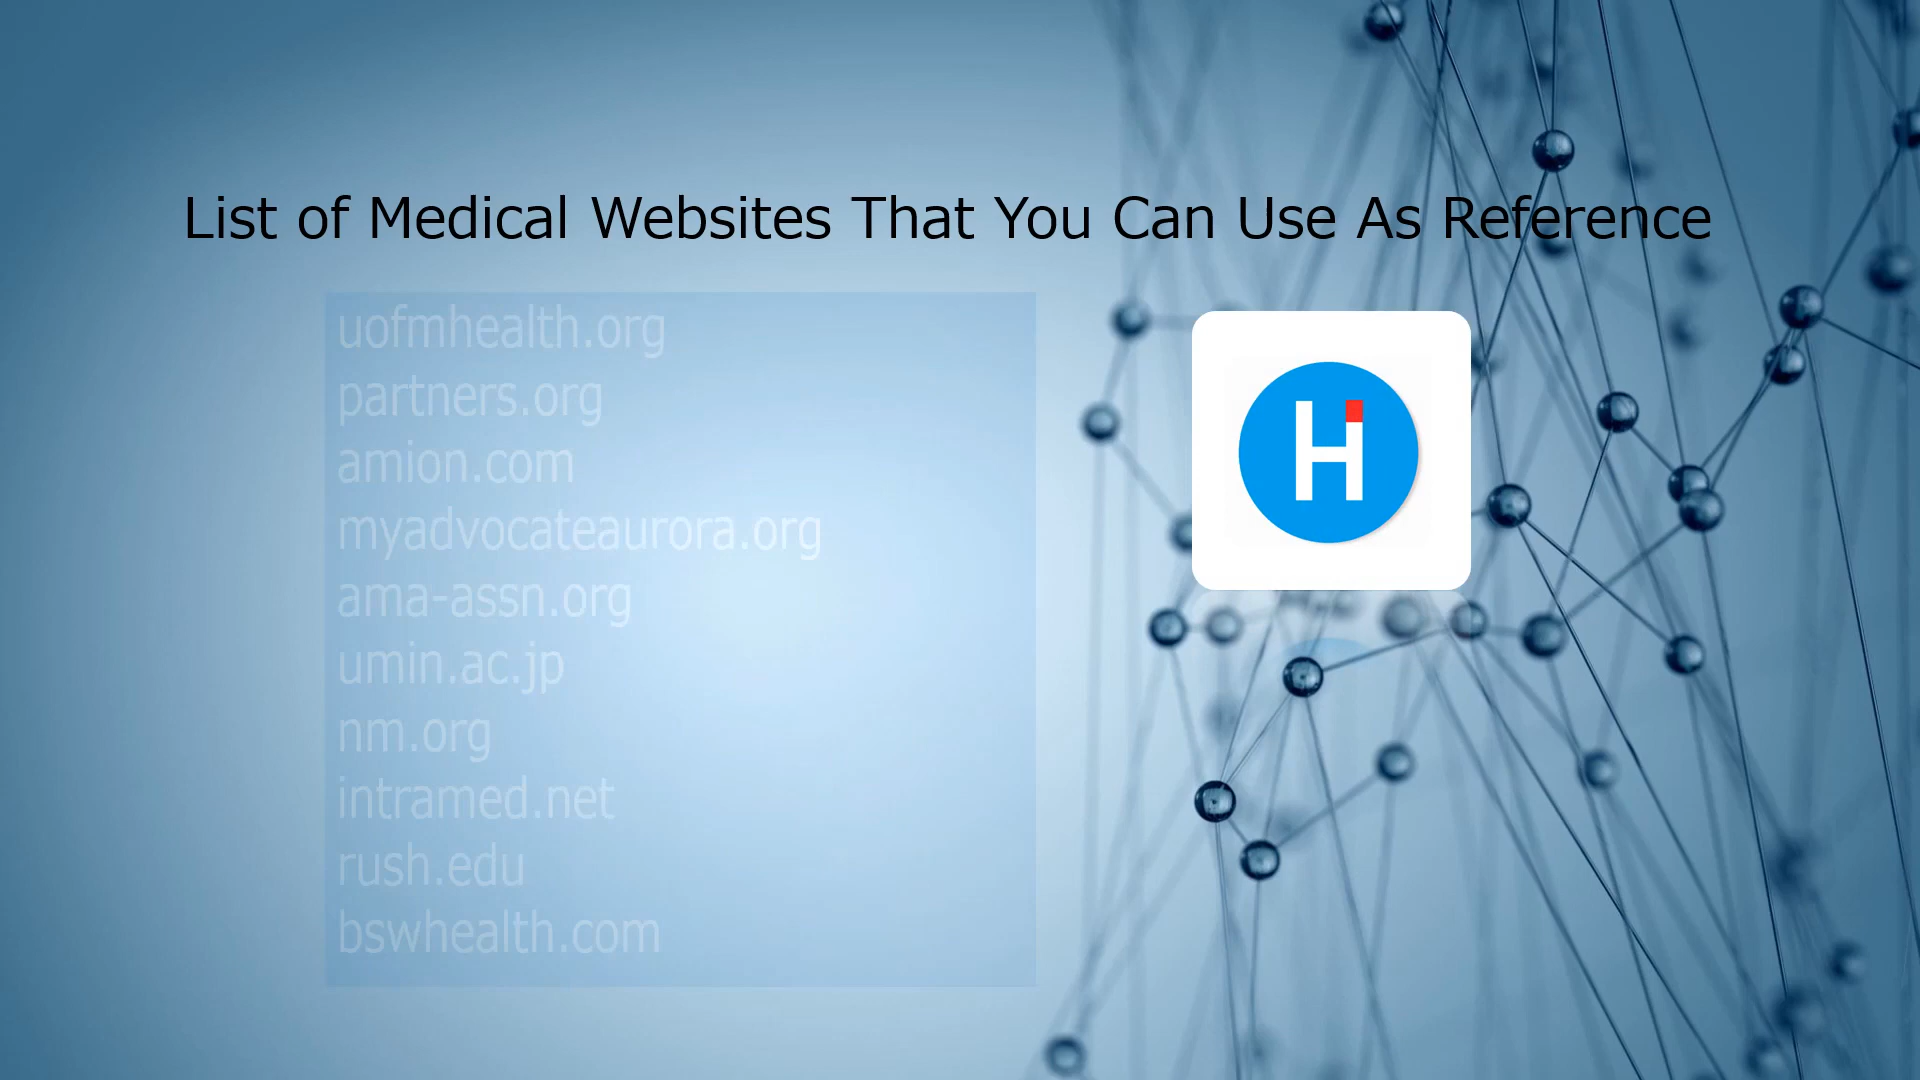 List of Medical Websites That You Can Use As Reference
uofmhealth.org
partners.org
amion.com
myadvocateaurora.org
ama-assn.org
umin.ac.jp
nm.org
intramed.net
rush.edu
bswhealth.com
H